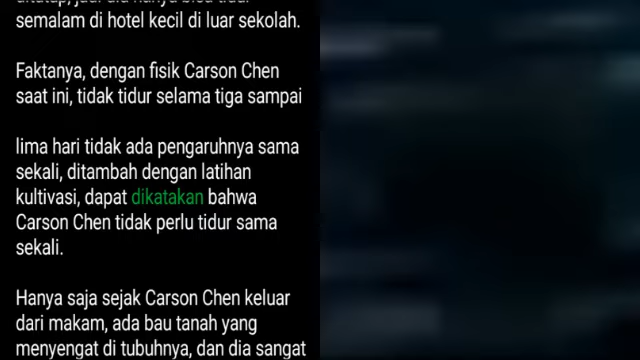 semalam di hotel kecil di luar sekolah.
Faktanya, dengan fisik Carson Chen
saat ini, tidak tidur selama tiga sampai
lima hari tidak ada pengaruhnya sama
sekali, ditambah dengan latihan
kultivasi, dapat dikatakan bahwa
Carson Chen tidak perlu tidur sama
sekali.
Hanya saja sejak Carson Chen keluar
dari makam, ada bau tanah yang
menyengat di tubuhnya, dan dia sangat